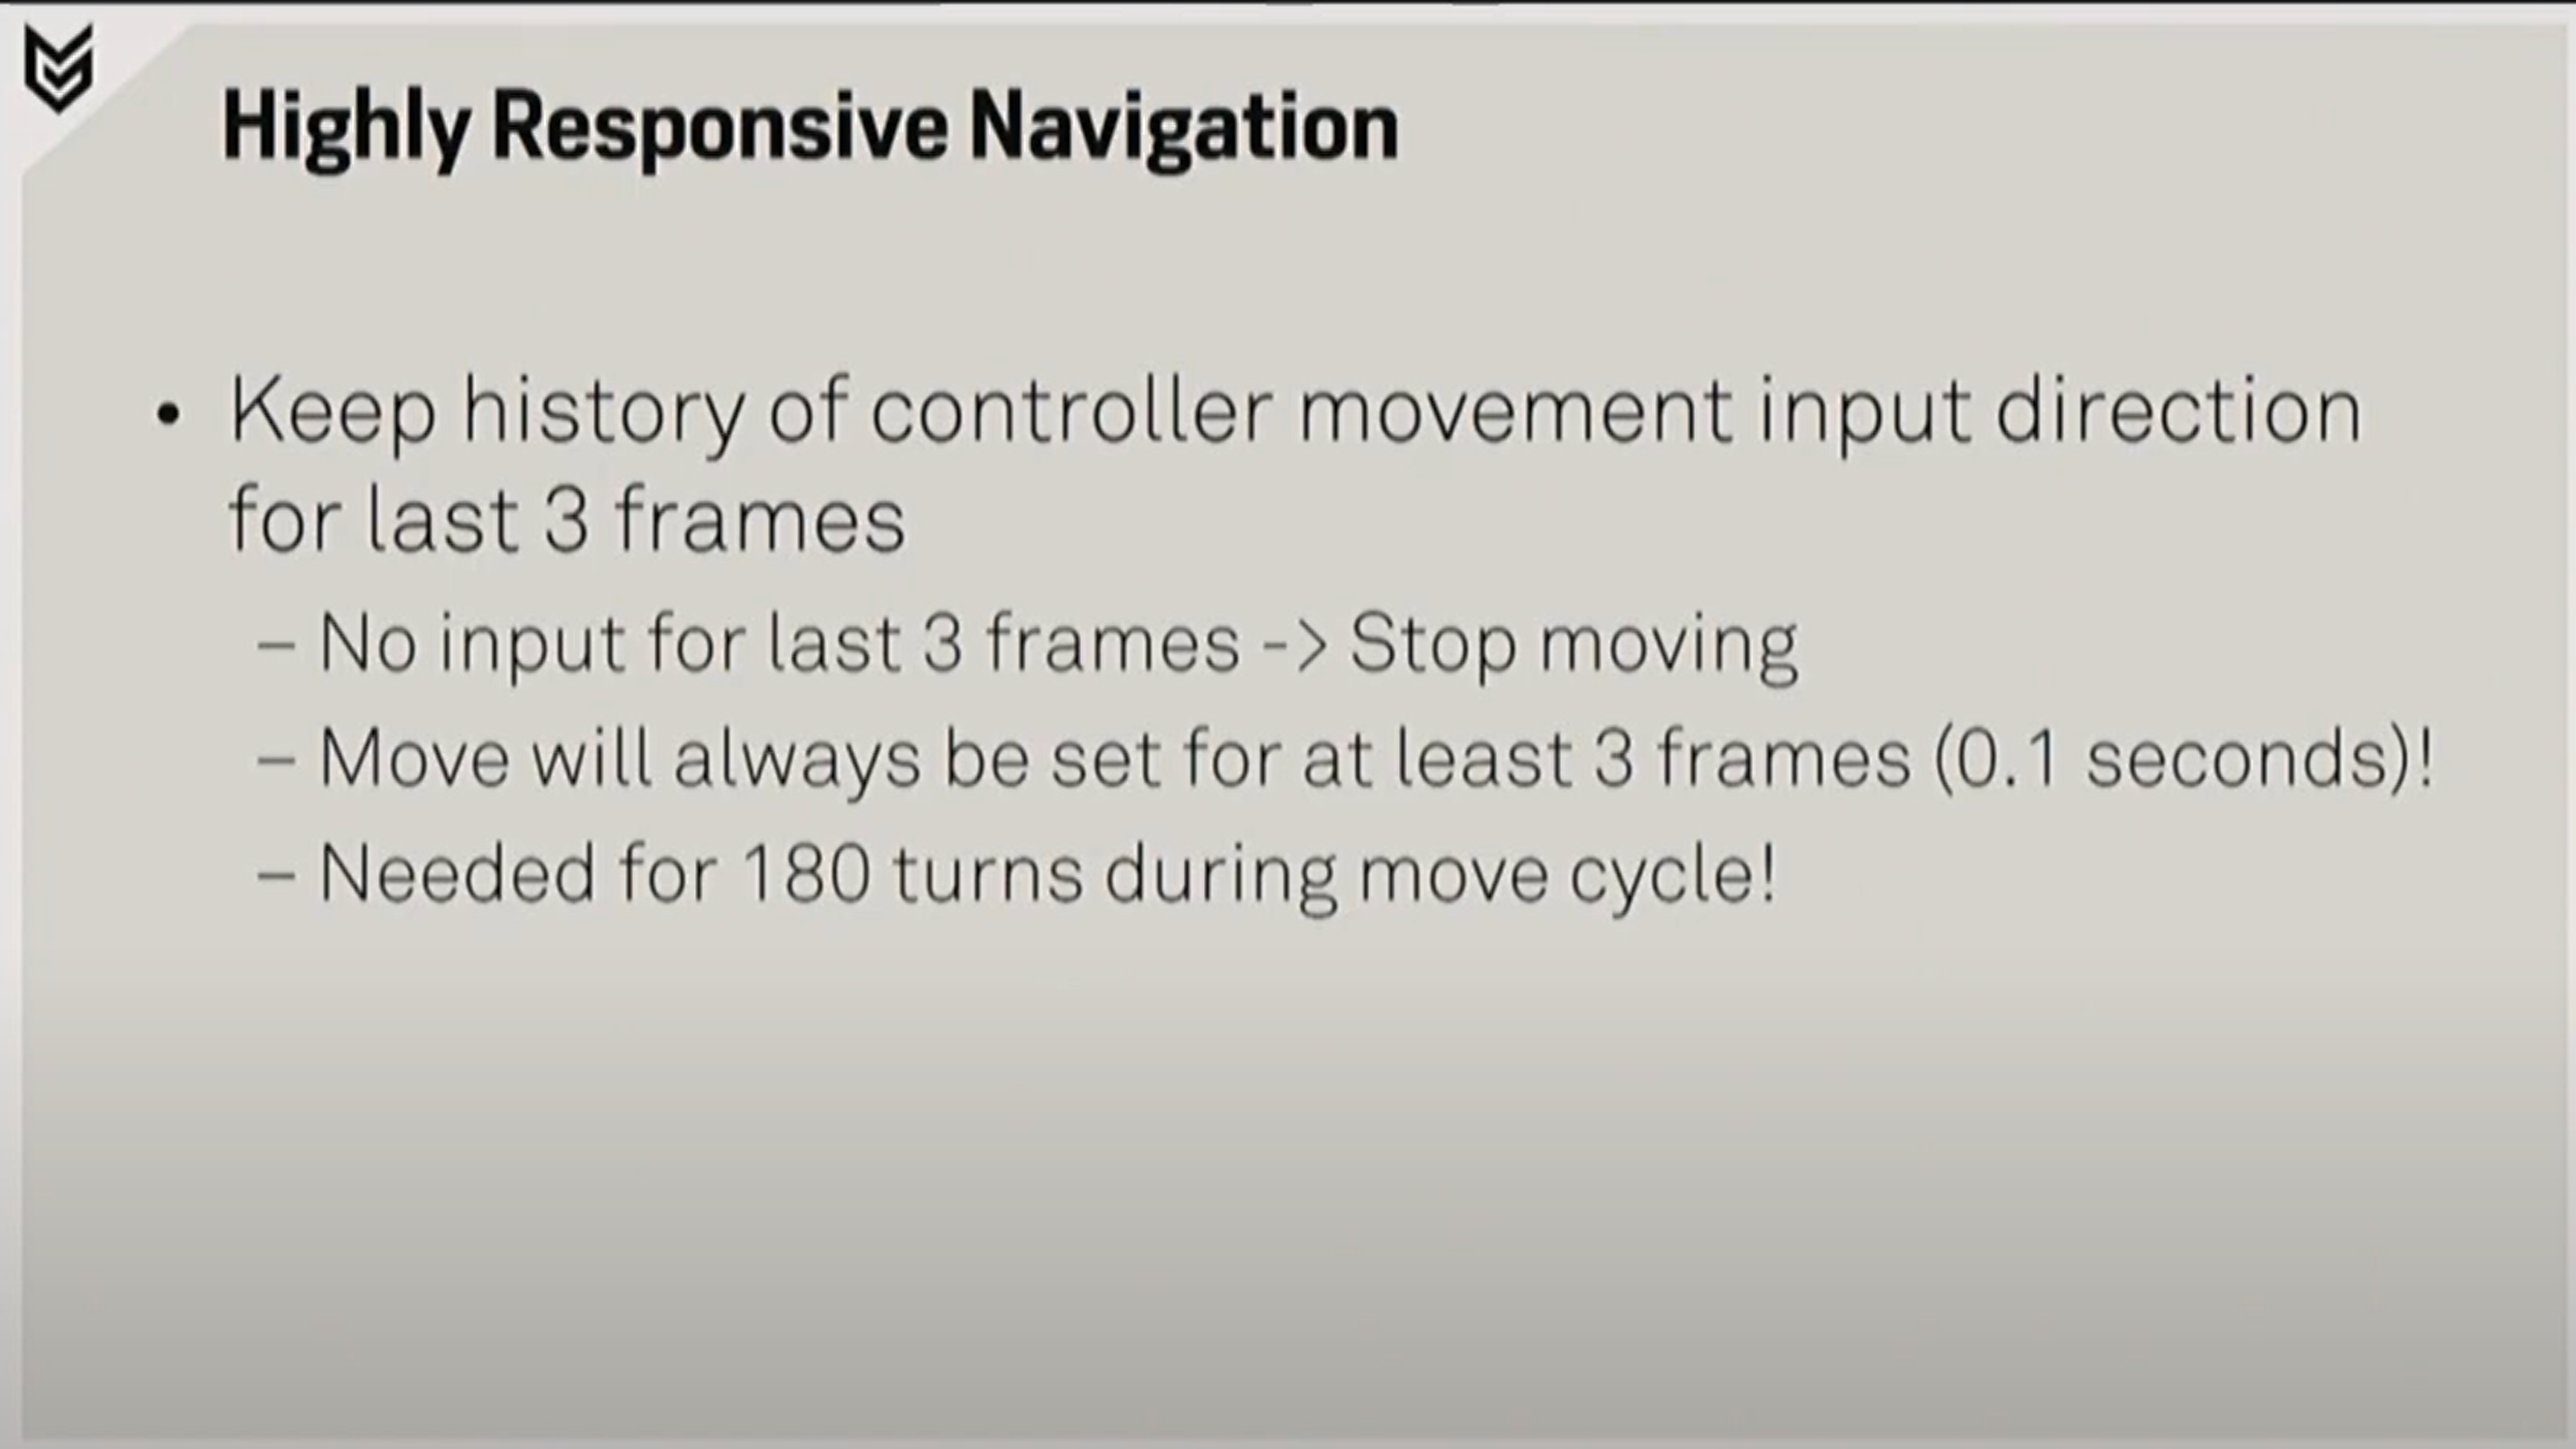 Highly Responsive Navigation
• Keep history of controller movement input direction
for last 3 frames
– No input for last 3 frames -> Stop moving
– Move will always be set for at least 3 frames (0.1 seconds)!
– Needed for 180 turns during move cycle!